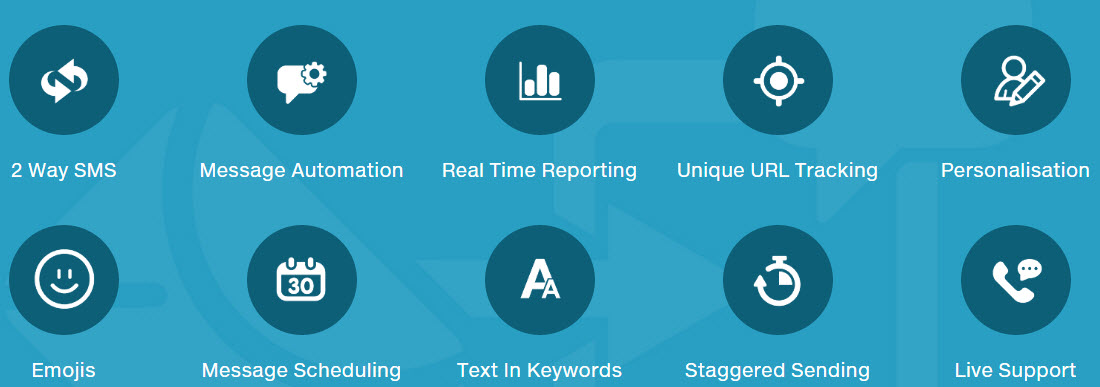 2 Way SMS
Message Automation
Real Time Reporting
Unique URL Tracking
Personalisation
30
AA
Emojis
Message Scheduling
Text In Keywords
Staggered Sending
Live Support